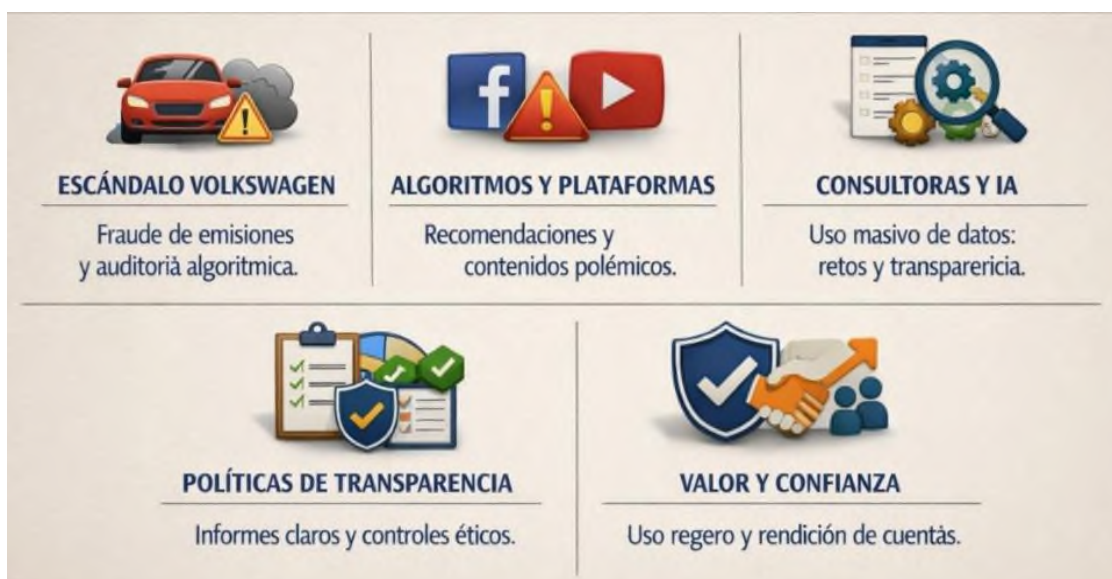 ESCÁNDALO VOLKSWAGEN
Fraude de emisiones
y auditorià algoritmica.
ALGORITMOS Y PLATAFORMAS
Recomendaciones y
contenidos polémicos.
CONSULTORAS Y IA
Uso masivo de datos:
retos y transparericia.
POLÍTICAS DE TRANSPARENCIA
Informes claros y controles éticos.
VALOR Y CONFIANZA
Uso regero y rendición de cuentàs.